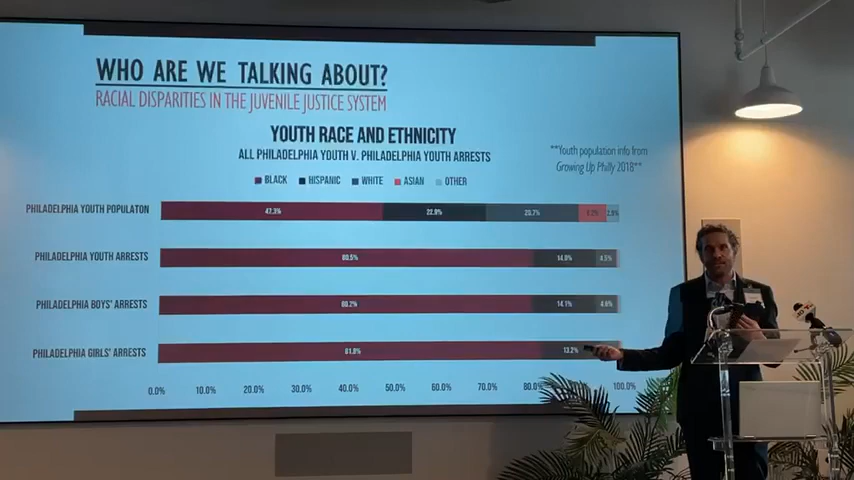 WHO ARE WE TALKING ABOUT?
RACIAL DISPARITIES IN THE JUVENILE JUSTICE SYSTEM
YOUTH RACE AND ETHNICITY
ALL PHILADELPHIA YOUTH V. PHILADELPHIA YOUTH ARRESTS
**Youth population info from
Growing Up Philly 2018**
BLACK HISPANIC WHITE ASIAN OTHER
PHILADELPHIA YOUTH POPULATON 47.3% 22.9% 20.7%
PHILADELPHIA YOUTH ARRESTS 80.5% 14.0% 4.5%
PHILADELPHIA BOYS' ARRESTS 80.2% 14.1% 4.6%
PHILADELPHIA GIRLS' ARRESTS 81.8% 13.2%
0.0% 10.0% 20.0% 30.0% 40.0% 50.0% 60.0% 70.0% 80.0% 100.0%